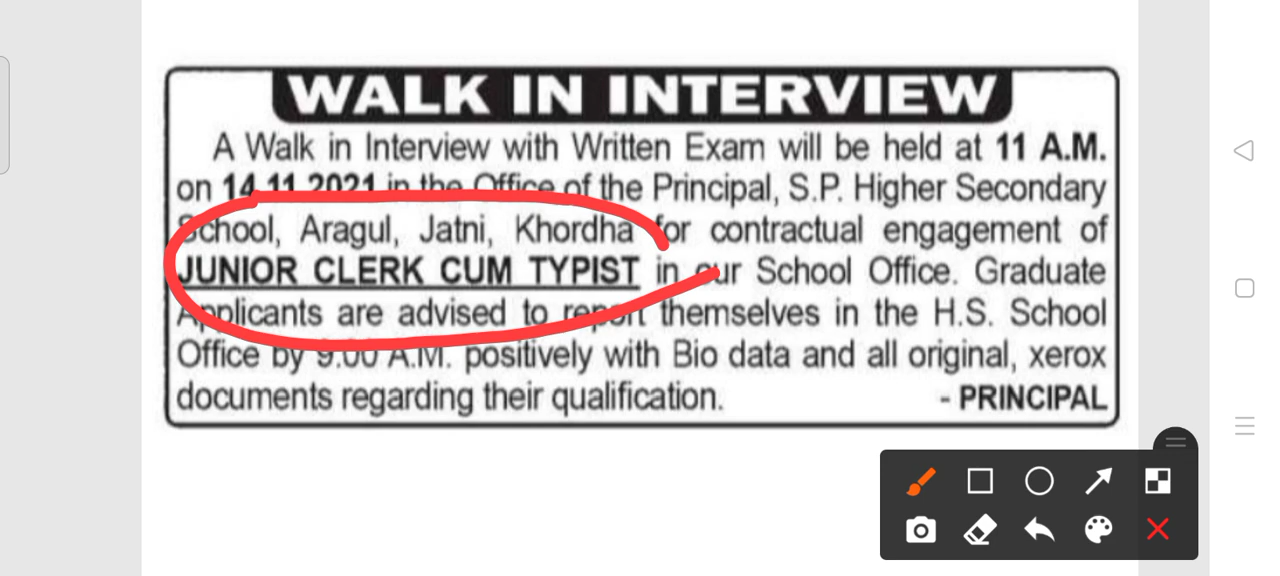 WALK IN INTERVIEW
A Walk in Interview with Written Exam will be held at 11 A.M.
on 14.11.2021 in the Office of the Principal, S.P. Higher Secondary
School, Aragul, Jatni, Khordha for contractual engagement of
JUNIOR CLERK CUM TYPIST in our School Office. Graduate
Applicants are advised to report themselves in the H.S. School
Office by 9.00 A.M. positively with Bio data and all original, xerox
documents regarding their qualification. - PRINCIPAL